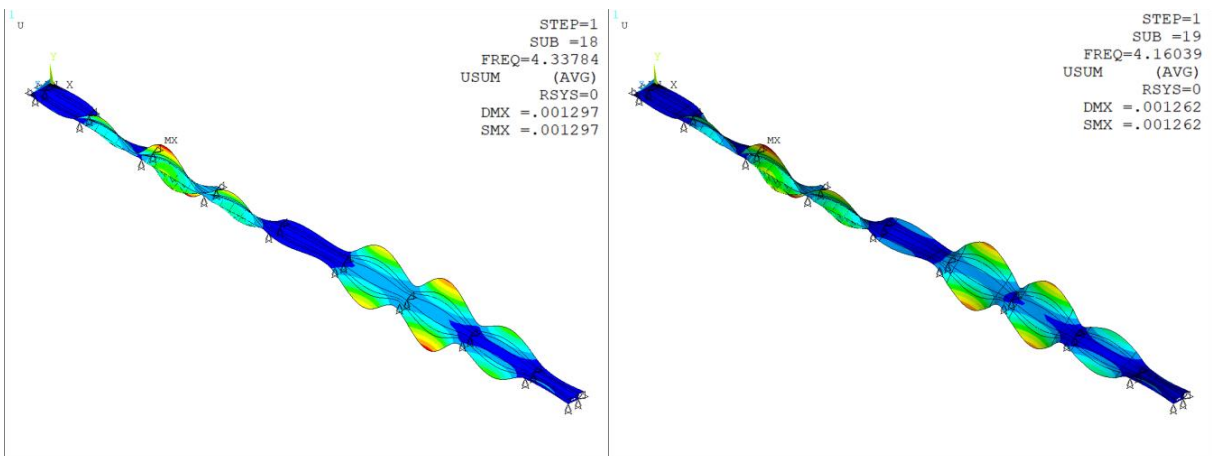 1
U
STEP=1
SUB =18
FREQ=4.33784
USUM (AVG)
RSYS=0
DMX =.001297
SMX =.001297
Y
X
MX
1
U
STEP=1
SUB =19
FREQ=4.16039
USUM (AVG)
RSYS=0
DMX =.001262
SMX =.001262
Y
X
MX